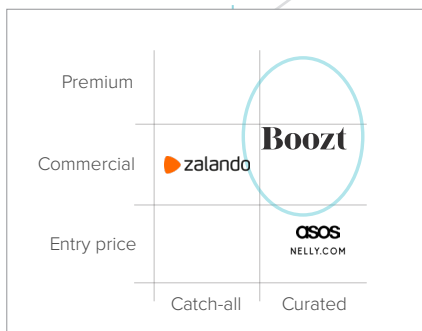 Premium
Boozt
Commercial
zalando
Entry price
asos
NELLY.COM
Catch-all
Curated